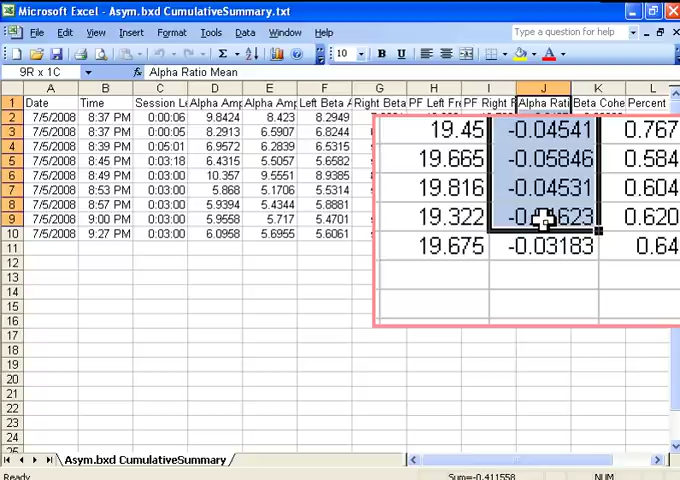 Microsoft Excel - Asym.bxd CumulativeSummary.txt
File Edit View Insert Format Tools Data Window Help Type a question for help
10 B U Σ A
9R x 1C Alpha Ratio Mean
A B C D E F G H I J K L
1 Date Time Session Le Alpha Amp Alpha Amp Left Beta A Right Beta PF Left Fre PF Right F Alpha Rati Beta Cohe Percent
2 7/5/2008 8:37 PM 0:00:06 9.8424 8.423 8.2949
3 7/5/2008 8:37 PM 0:00:05 8.2913 6.5907 6.8244
4 7/5/2008 8:39 PM 0:05:01 6.9572 6.2839 6.1342
5 7/5/2008 8:45 PM 0:03:18 6.4315 5.5057 5.6582
6 7/5/2008 8:49 PM 0:03:00 10.357 9.5551 8.9385
7 7/5/2008 8:53 PM 0:03:00 5.868 5.1706 5.5314
8 7/5/2008 8:57 PM 0:03:00 5.9394 5.4344 5.8881
9 7/5/2008 9:00 PM 0:03:00 5.9558 5.717 5.4701
10 7/5/2008 9:27 PM 0:03:00 6.0958 5.6955 5.6061
11
12
13
14
15
16
17
18
19
20
21
22
23
24
19.45 -0.04541 0.767
19.665 -0.05846 0.584
19.816 -0.04531 0.604
19.322 0.620
19.675 -0.03183 0.64
Asym.bxd CumulativeSummary
Ready Sum=-0.411558 NUM